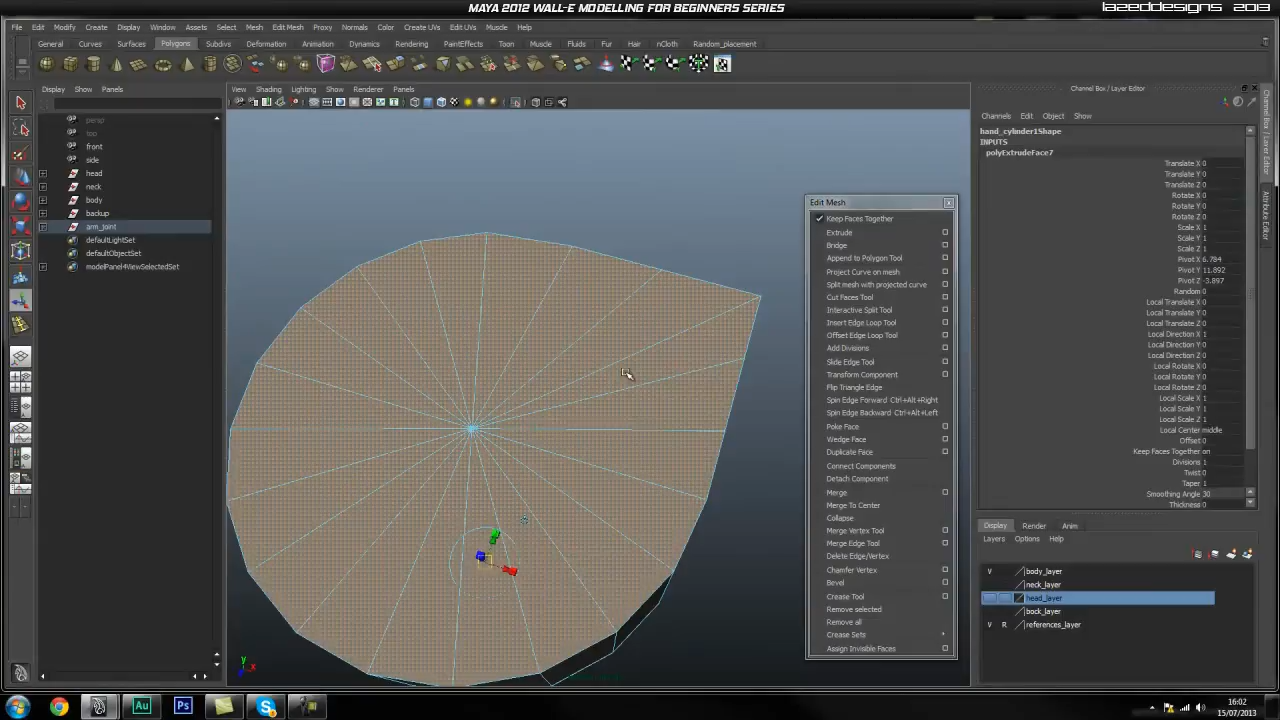 MAYA 2012 WALL-E MODELLING FOR BEGINNERS SERIES
LAZEDDESIGNS 2013
File Edit Modify Create Display Window Assets Select Mesh Edit Mesh Proxy Normals Color Create UVs Edit UVs Muscle Help
General Curves Surfaces Polygons Subdivs Deformation Animation Dynamics Rendering PaintEffects Toon Muscle Fluids Fur Hair nCloth Random_placement
Display Show Panels
View Shading Lighting Show Renderer Panels
Channel Box / Layer Editor
persp
top
front
side
head
neck
body
backup
arm_joint
defaultLightSet
defaultObjectSet
modelPanel4ViewSelectedSet
Edit Mesh
Keep Faces Together
Extrude
Bridge
Append to Polygon Tool
Project Curve on mesh
Split mesh with projected curve
Cut Faces Tool
Interactive Split Tool
Insert Edge Loop Tool
Offset Edge Loop Tool
Add Divisions
Slide Edge Tool
Transform Component
Flip Triangle Edge
Spin Edge Forward Ctrl+Alt+Right
Spin Edge Backward Ctrl+Alt+Left
Poke Face
Wedge Face
Duplicate Face
Connect Components
Detach Component
Merge
Merge To Center
Collapse
Merge Vertex Tool
Merge Edge Tool
Delete Edge/Vertex
Chamfer Vertex
Bevel
Crease Tool
Remove selected
Remove all
Crease Sets
Assign Invisible Faces
Channels Edit Object Show
hand_cylinder1Shape
INPUTS
polyExtrudeFace7
Translate X 0
Translate Y 0
Translate Z 0
Rotate X 0
Rotate Y 0
Rotate Z 0
Scale X 1
Scale Y 1
Scale Z 1
Pivot X 6.784
Pivot Y 11.892
Pivot Z -3.897
Random 0
Local Translate X 0
Local Translate Y 0
Local Translate Z 0
Local Direction X 1
Local Direction Y 0
Local Direction Z 0
Local Rotate X 0
Local Rotate Y 0
Local Rotate Z 0
Local Scale X 1
Local Scale Y 1
Local Scale Z 1
Local Center middle
Offset 0
Keep Faces Together on
Divisions 1
Twist 0
Taper 1
Smoothing Angle 30
Thickness 0
Channel Box / Layer Editor
Attribute Editor
Display Render Anim
Layers Options Help
V body_layer
neck_layer
head_layer
bock_layer
V R references_layer
y
x
z
Au
Ps
16:02
15/07/2013